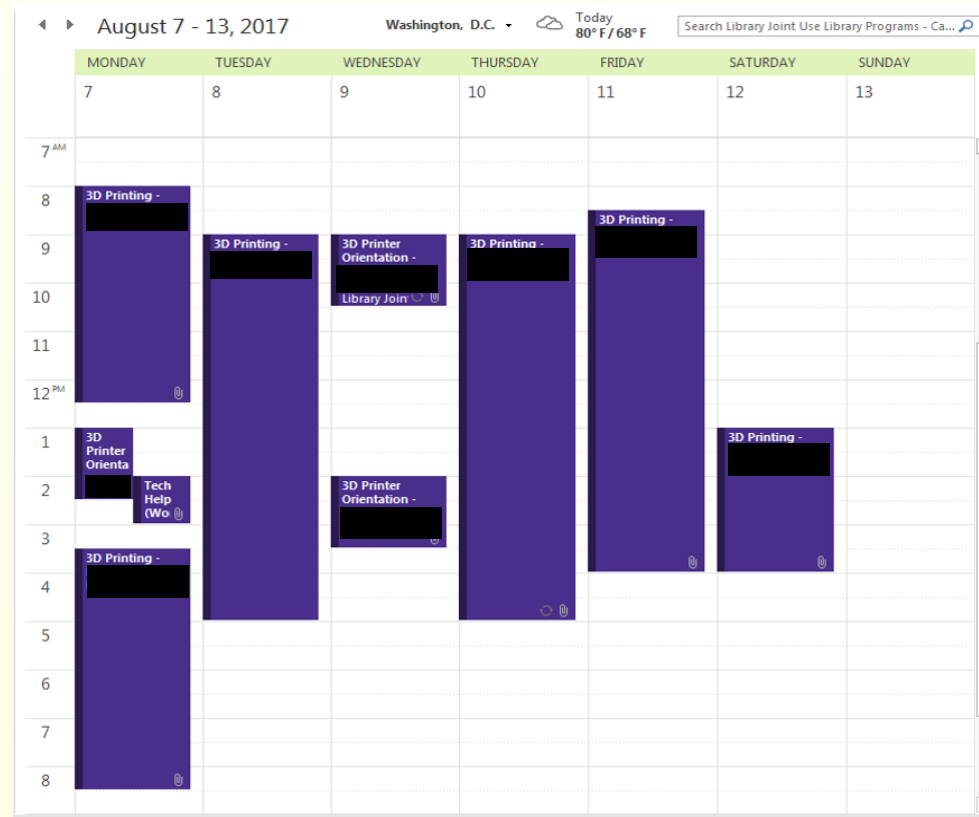 August 7 - 13, 2017
Washington, D.C.
Today
80° F / 68° F
Search Library Joint Use Library Programs - Ca...
MONDAY TUESDAY WEDNESDAY THURSDAY FRIDAY SATURDAY SUNDAY
7 8 9 10 11 12 13
7 AM
8
9
10
11
12 PM
1
2
3
4
5
6
7
8
3D Printing -
3D
Printer
Orienta
Tech
Help
(Wo
3D Printing -
3D Printing -
3D Printer
Orientation -
Library Join
3D Printer
Orientation -
3D Printing -
3D Printing -
3D Printing -